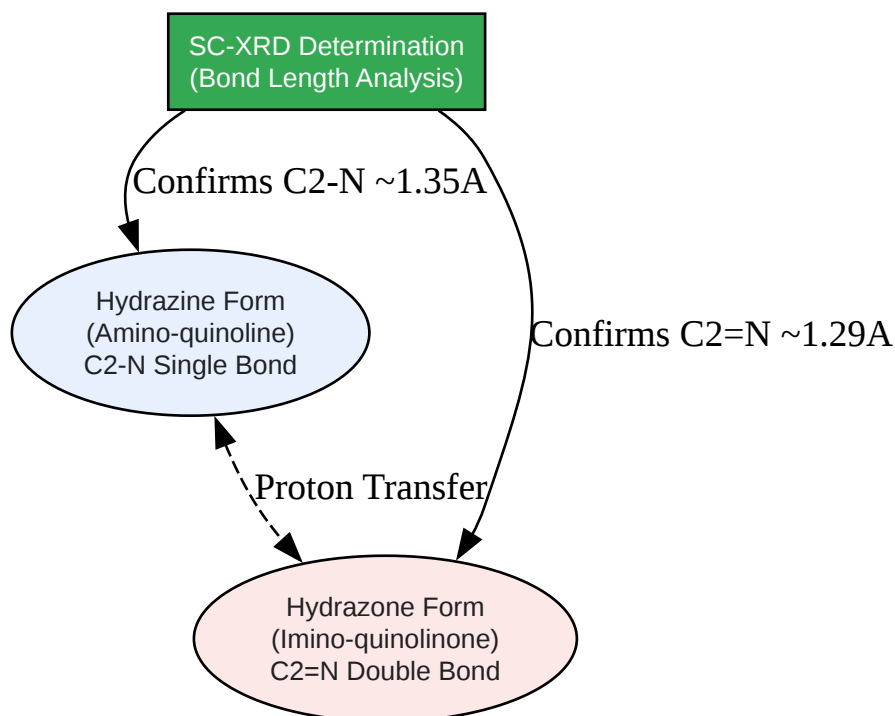 SC-XRD Determination
(Bond Length Analysis)
Confirms C2-N ~1.35A
Hydrazine Form
(Amino-quinoline)
C2-N Single Bond
Confirms C2=N ~1.29A
Proton Transfer
Hydrazone Form
(Imino-quinolinone)
C2=N Double Bond